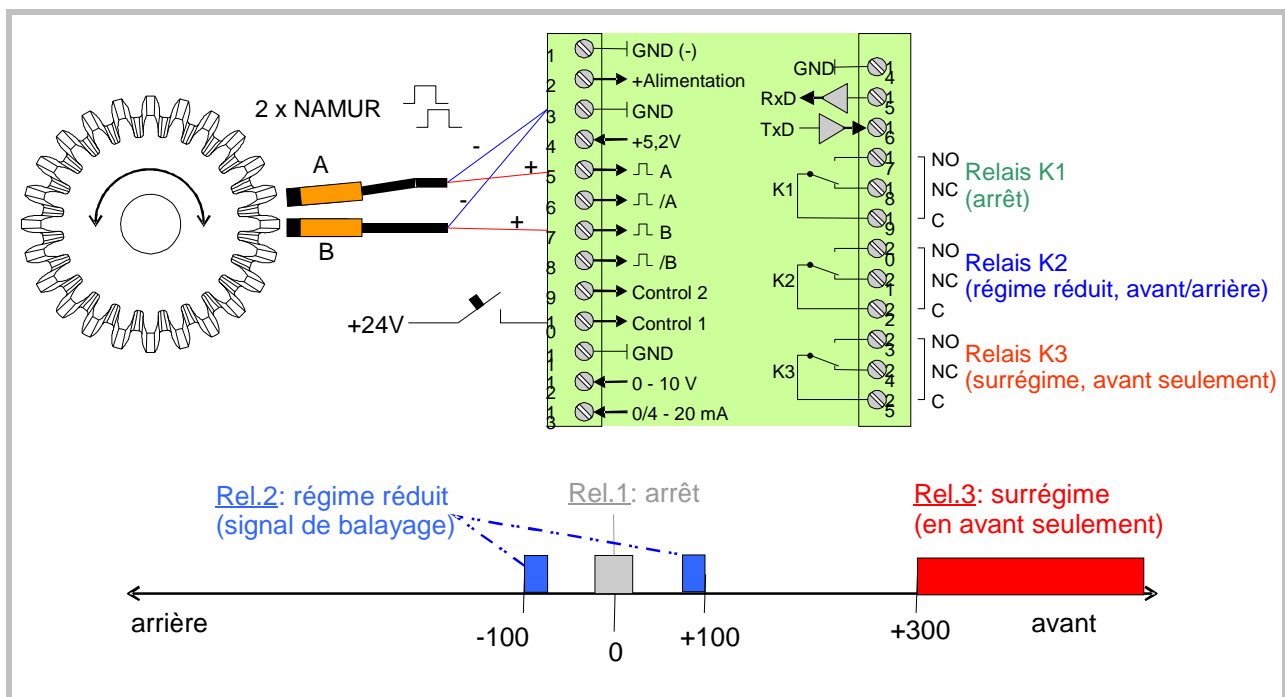 1 GND (-)
2 +Alimentation
3 GND
4 +5,2V
5 A
6 /A
7 B
8 /B
9 Control 2
10 Control 1
11 GND
12 0 - 10 V
13 0/4 - 20 mA
2 x NAMUR
A
B
-
+
-
+
+24V
GND 14
RxD 15
TxD 16
K1
17 NO
18 NC
19 C
Relais K1
(arrêt)
K2
20 NO
21 NC
22 C
Relais K2
(régime réduit, avant/arrière)
K3
23 NO
24 NC
25 C
Relais K3
(surrégime, avant seulement)
Rel.2: régime réduit
(signal de balayage)
Rel.1: arrêt
Rel.3: surrégime
(en avant seulement)
arrière
-100
0
+100
+300
avant